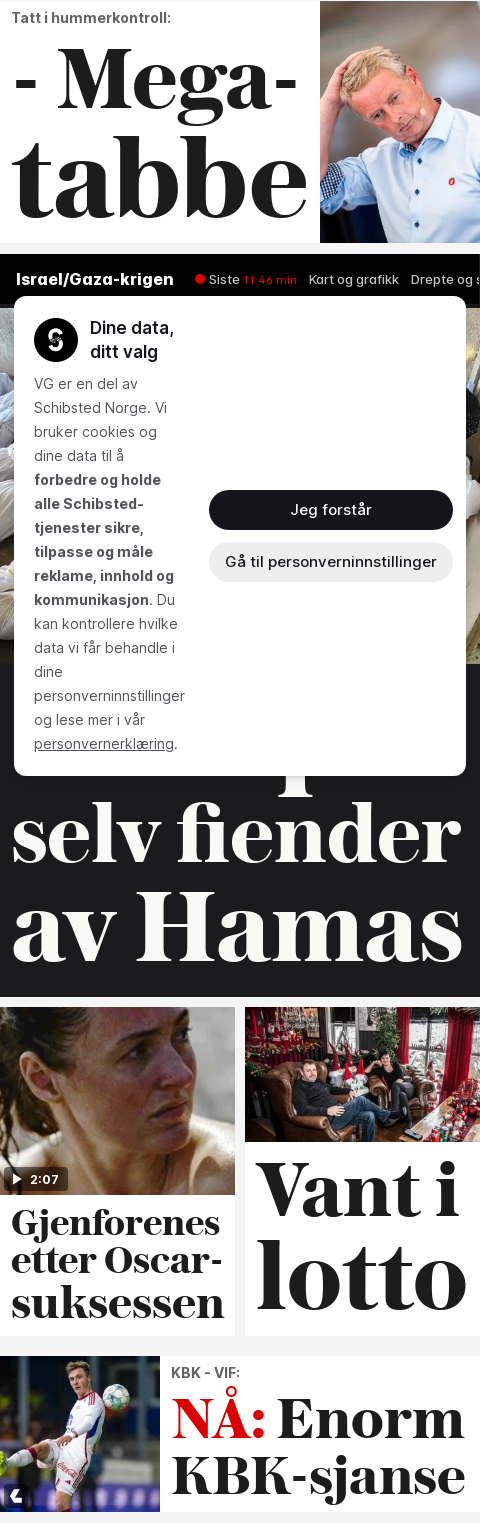 Tatt i hummerkontroll:
- Mega-
tabbe
Israel/Gaza-krigen
Siste 1 t 46 min
Kart og grafikk
Drepte og s
Dine data,
ditt valg
VG er en del av
Schibsted Norge. Vi
bruker cookies og
dine data til å
forbedre og holde
alle Schibsted-
tjenester sikre,
tilpasse og måle
reklame, innhold og
kommunikasjon. Du
kan kontrollere hvilke
data vi får behandle i
dine
personverninnstillinger
og lese mer i vår
personvernerklæring.
Jeg forstår
Gå til personverninnstillinger
selv fiender
av Hamas
2:07
Gjenforenes
etter Oscar-
suksessen
Vant i
lotto
KBK - VIF:
NÅ: Enorm
KBK-sjanse